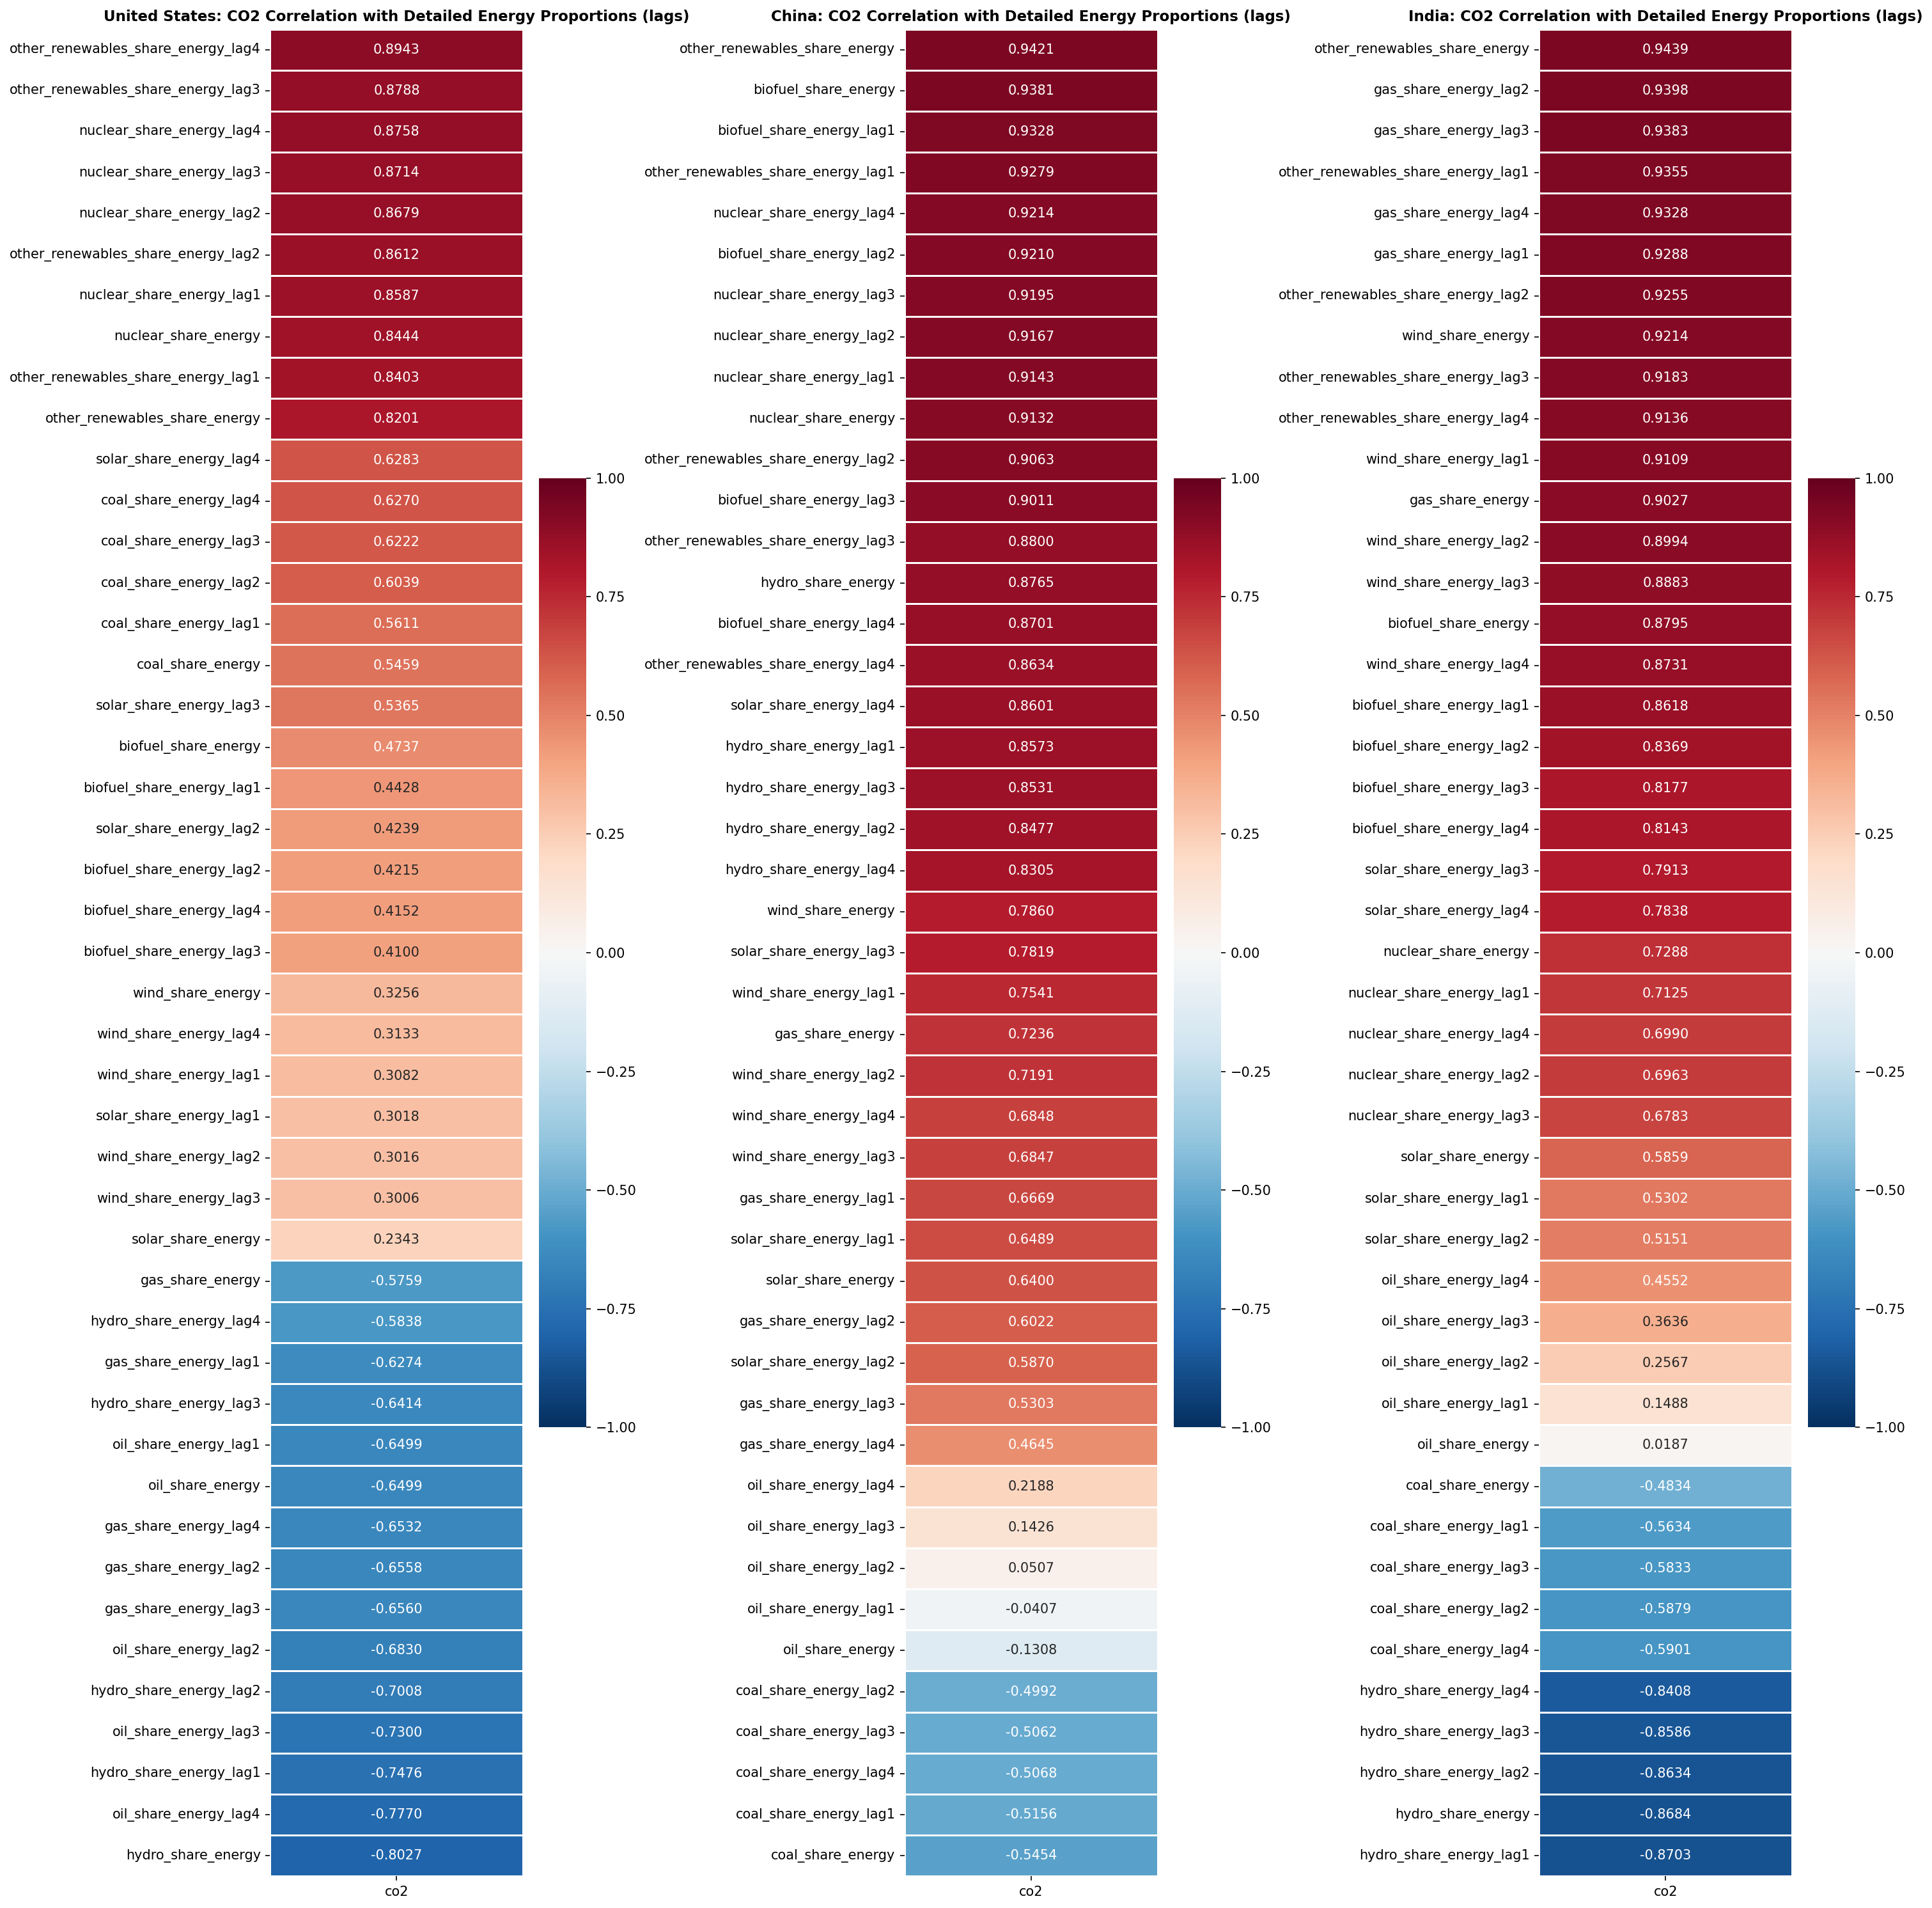 United States: CO2 Correlation with Detailed Energy Proportions (lags)
other_renewables_share_energy_lag4 0.8943
other_renewables_share_energy_lag3 0.8788
nuclear_share_energy_lag4 0.8758
nuclear_share_energy_lag3 0.8714
nuclear_share_energy_lag2 0.8679
other_renewables_share_energy_lag2 0.8612
nuclear_share_energy_lag1 0.8587
nuclear_share_energy 0.8444
other_renewables_share_energy_lag1 0.8403
other_renewables_share_energy 0.8201
solar_share_energy_lag4 0.6283
coal_share_energy_lag4 0.6270
coal_share_energy_lag3 0.6222
coal_share_energy_lag2 0.6039
coal_share_energy_lag1 0.5611
coal_share_energy 0.5459
solar_share_energy_lag3 0.5365
biofuel_share_energy 0.4737
biofuel_share_energy_lag1 0.4428
solar_share_energy_lag2 0.4239
biofuel_share_energy_lag2 0.4215
biofuel_share_energy_lag4 0.4152
biofuel_share_energy_lag3 0.4100
wind_share_energy 0.3256
wind_share_energy_lag4 0.3133
wind_share_energy_lag1 0.3082
solar_share_energy_lag1 0.3018
wind_share_energy_lag2 0.3016
wind_share_energy_lag3 0.3006
solar_share_energy 0.2343
gas_share_energy -0.5759
hydro_share_energy_lag4 -0.5838
gas_share_energy_lag1 -0.6274
hydro_share_energy_lag3 -0.6414
oil_share_energy_lag1 -0.6499
oil_share_energy -0.6499
gas_share_energy_lag4 -0.6532
gas_share_energy_lag2 -0.6558
gas_share_energy_lag3 -0.6560
oil_share_energy_lag2 -0.6830
hydro_share_energy_lag2 -0.7008
oil_share_energy_lag3 -0.7300
hydro_share_energy_lag1 -0.7476
oil_share_energy_lag4 -0.7770
hydro_share_energy -0.8027
co2
1.00
0.75
0.50
0.25
0.00
−0.25
−0.50
−0.75
−1.00
China: CO2 Correlation with Detailed Energy Proportions (lags)
other_renewables_share_energy 0.9421
biofuel_share_energy 0.9381
biofuel_share_energy_lag1 0.9328
other_renewables_share_energy_lag1 0.9279
nuclear_share_energy_lag4 0.9214
biofuel_share_energy_lag2 0.9210
nuclear_share_energy_lag3 0.9195
nuclear_share_energy_lag2 0.9167
nuclear_share_energy_lag1 0.9143
nuclear_share_energy 0.9132
other_renewables_share_energy_lag2 0.9063
biofuel_share_energy_lag3 0.9011
other_renewables_share_energy_lag3 0.8800
hydro_share_energy 0.8765
biofuel_share_energy_lag4 0.8701
other_renewables_share_energy_lag4 0.8634
solar_share_energy_lag4 0.8601
hydro_share_energy_lag1 0.8573
hydro_share_energy_lag3 0.8531
hydro_share_energy_lag2 0.8477
hydro_share_energy_lag4 0.8305
wind_share_energy 0.7860
solar_share_energy_lag3 0.7819
wind_share_energy_lag1 0.7541
gas_share_energy 0.7236
wind_share_energy_lag2 0.7191
wind_share_energy_lag4 0.6848
wind_share_energy_lag3 0.6847
gas_share_energy_lag1 0.6669
solar_share_energy_lag1 0.6489
solar_share_energy 0.6400
gas_share_energy_lag2 0.6022
solar_share_energy_lag2 0.5870
gas_share_energy_lag3 0.5303
gas_share_energy_lag4 0.4645
oil_share_energy_lag4 0.2188
oil_share_energy_lag3 0.1426
oil_share_energy_lag2 0.0507
oil_share_energy_lag1 -0.0407
oil_share_energy -0.1308
coal_share_energy_lag2 -0.4992
coal_share_energy_lag3 -0.5062
coal_share_energy_lag4 -0.5068
coal_share_energy_lag1 -0.5156
coal_share_energy -0.5454
co2
1.00
0.75
0.50
0.25
0.00
−0.25
−0.50
−0.75
−1.00
India: CO2 Correlation with Detailed Energy Proportions (lags)
other_renewables_share_energy 0.9439
gas_share_energy_lag2 0.9398
gas_share_energy_lag3 0.9383
other_renewables_share_energy_lag1 0.9355
gas_share_energy_lag4 0.9328
gas_share_energy_lag1 0.9288
other_renewables_share_energy_lag2 0.9255
wind_share_energy 0.9214
other_renewables_share_energy_lag3 0.9183
other_renewables_share_energy_lag4 0.9136
wind_share_energy_lag1 0.9109
gas_share_energy 0.9027
wind_share_energy_lag2 0.8994
wind_share_energy_lag3 0.8883
biofuel_share_energy 0.8795
wind_share_energy_lag4 0.8731
biofuel_share_energy_lag1 0.8618
biofuel_share_energy_lag2 0.8369
biofuel_share_energy_lag3 0.8177
biofuel_share_energy_lag4 0.8143
solar_share_energy_lag3 0.7913
solar_share_energy_lag4 0.7838
nuclear_share_energy 0.7288
nuclear_share_energy_lag1 0.7125
nuclear_share_energy_lag4 0.6990
nuclear_share_energy_lag2 0.6963
nuclear_share_energy_lag3 0.6783
solar_share_energy 0.5859
solar_share_energy_lag1 0.5302
solar_share_energy_lag2 0.5151
oil_share_energy_lag4 0.4552
oil_share_energy_lag3 0.3636
oil_share_energy_lag2 0.2567
oil_share_energy_lag1 0.1488
oil_share_energy 0.0187
coal_share_energy -0.4834
coal_share_energy_lag1 -0.5634
coal_share_energy_lag3 -0.5833
coal_share_energy_lag2 -0.5879
coal_share_energy_lag4 -0.5901
hydro_share_energy_lag4 -0.8408
hydro_share_energy_lag3 -0.8586
hydro_share_energy_lag2 -0.8634
hydro_share_energy -0.8684
hydro_share_energy_lag1 -0.8703
co2
1.00
0.75
0.50
0.25
0.00
−0.25
−0.50
−0.75
−1.00